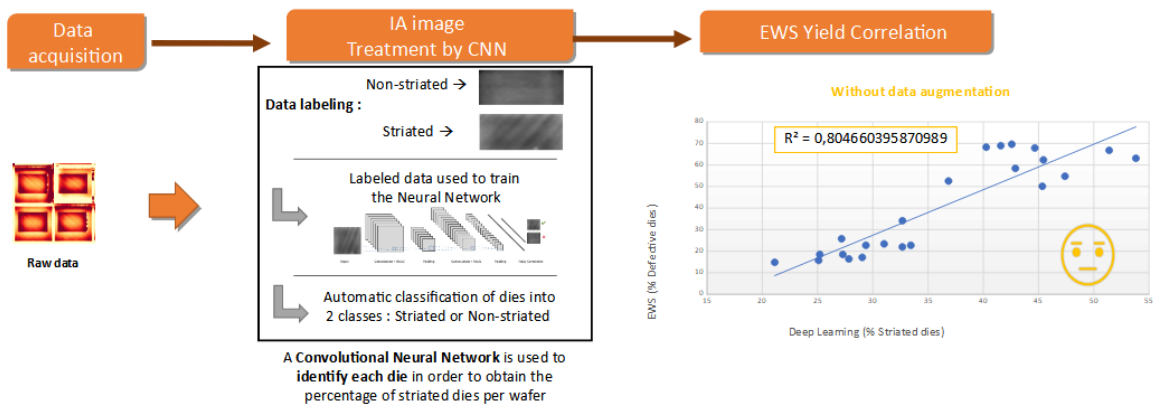 Data
acquisition
IA image
Treatment by CNN
EWS Yield Correlation
Raw data
Non-striated →
Data labeling :
Striated →
Labeled data used to train
the Neural Network
Automatic classification of dies into
2 classes : Striated or Non-striated
A Convolutional Neural Network is used to
identify each die in order to obtain the
percentage of striated dies per wafer
Without data augmentation
R² = 0,804660395870989
EWS (% Defective dies)
80
70
60
50
40
30
20
10
0
15
20
25
30
35
40
45
50
55
Deep Learning (% Striated dies)